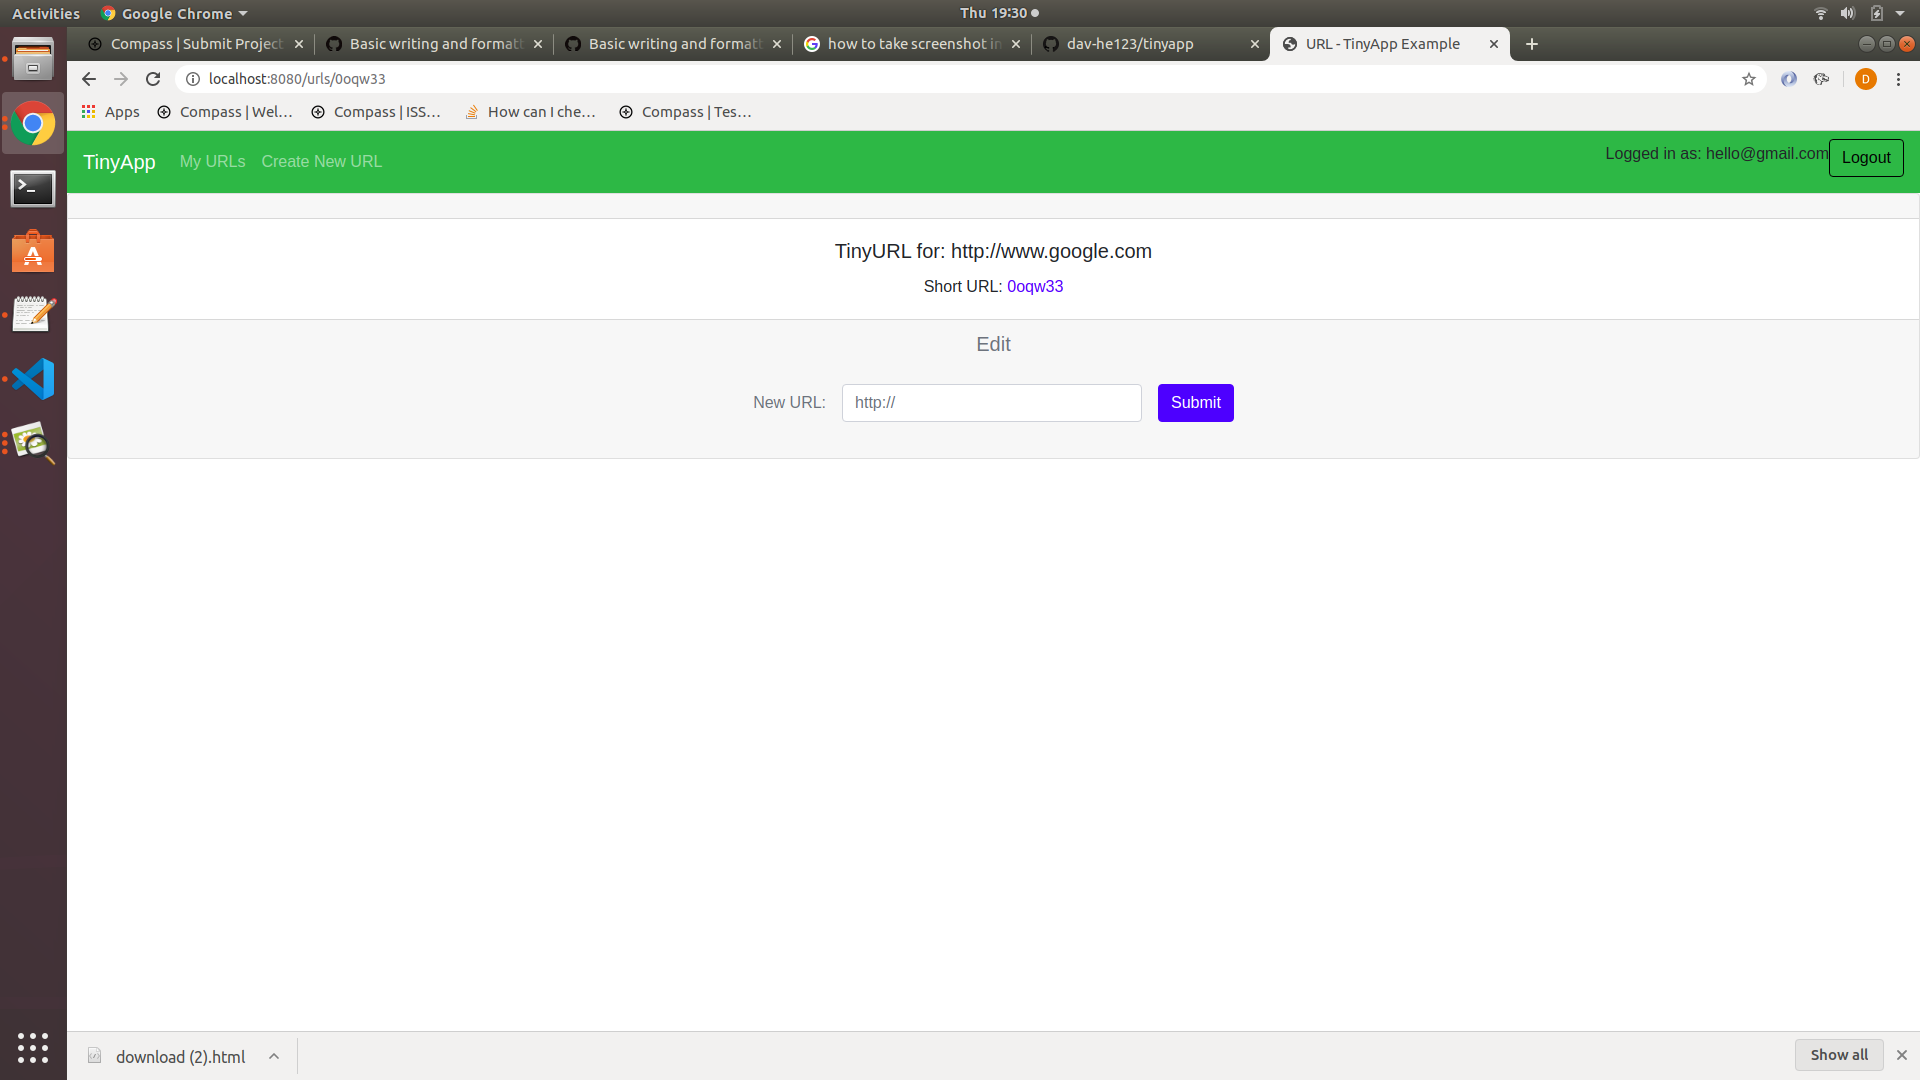 Activities
Google Chrome
Thu 19:30
Compass | Submit Project
Basic writing and formatt
Basic writing and formatt
how to take screenshot in
dav-he123/tinyapp
URL - TinyApp Example
localhost:8080/urls/0oqw33
D
Apps
Compass | Wel...
Compass | ISS...
How can I che...
Compass | Tes...
TinyApp
My URLs
Create New URL
Logged in as: hello@gmail.com
Logout
TinyURL for: http://www.google.com
Short URL: 0oqw33
Edit
New URL:
http://
Submit
download (2).html
Show all